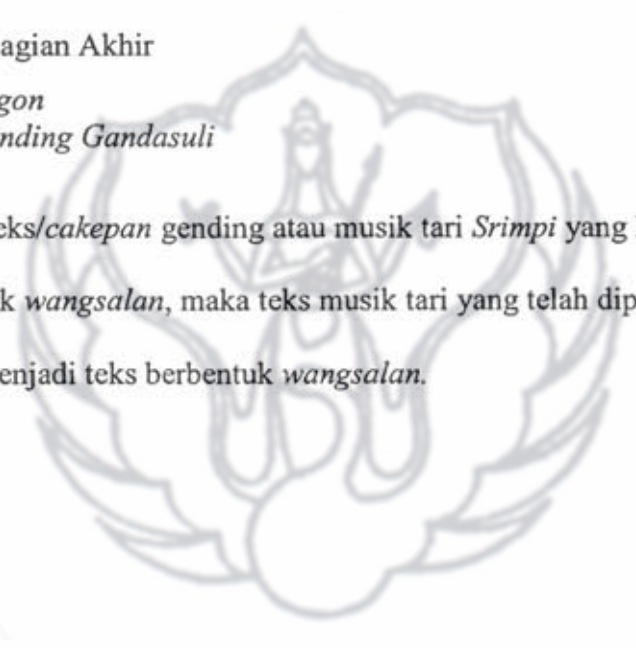 agian Akhir
gon
nding Gandasuli
eks/cakepan gending atau musik tari Srimpi yang
k wangsalan, maka teks musik tari yang telah dip
enjadi teks berbentuk wangsalan.